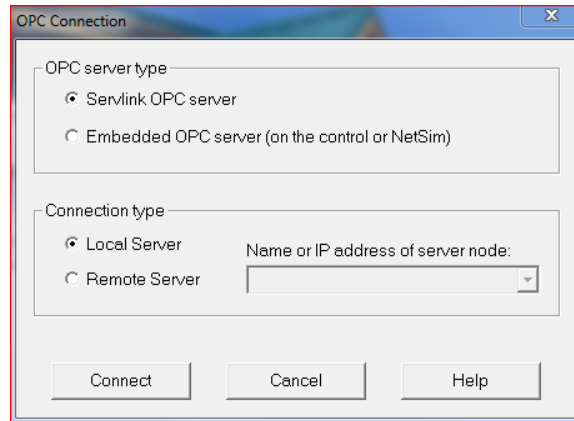 OPC Connection
OPC server type
Servlink OPC server
Embedded OPC server (on the control or NetSim)
Connection type
Local Server
Name or IP address of server node:
Remote Server
Connect
Cancel
Help